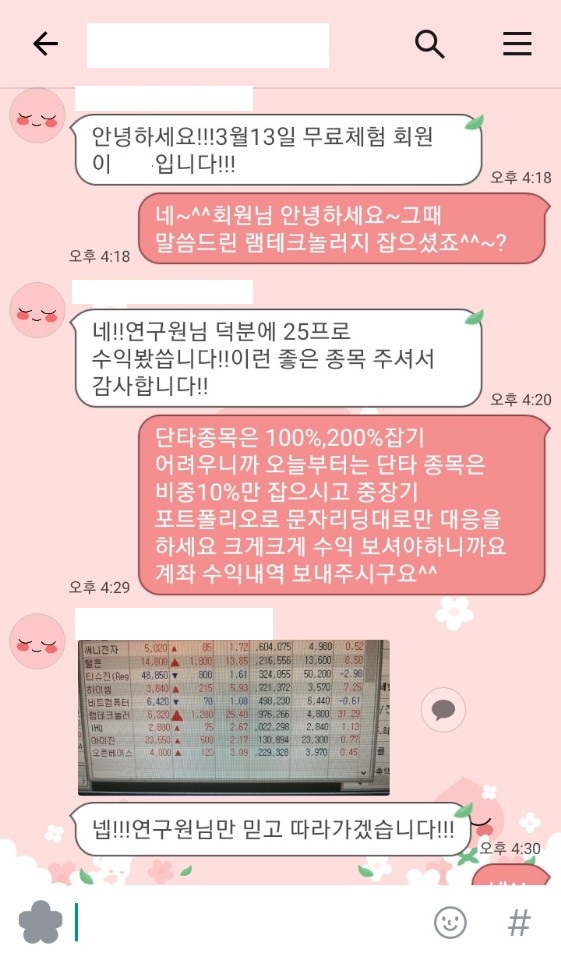 안녕하세요!!!3월13일 무료체험 회원
이 입니다!!!
오후 4:18
네~^^회원님 안녕하세요~그때
말씀드린 램테크놀러지 잡으셨죠^^~?
오후 4:18
네!!연구원님 덕분에 25프로
수익봤씁니다!!이런 좋은 종목 주셔서
감사합니다!!
오후 4:20
단타종목은 100%,200%잡기
어려우니까 오늘부터는 단타 종목은
비중10%만 잡으시고 중장기
포트폴리오로 문자리딩대로만 대응을
하세요 크게크게 수익 보셔야하니까요
계좌 수익내역 보내주시구요^^
오후 4:29
써니전자 5,020 ▲ 85 1.72 ,604,075 4,980 0.52
텔콘 14,800 ▲ 1,800 13.85 ,216,556 13,600 8.50
티슈진(Reg 48,850 ▼ 800 1.61 324,055 50,200 -2.98
하이셈 3,840 ▲ 215 5.93 ,721,372 3,570 7.25
비트컴퓨터 6,420 ▼ 70 1.08 ,930,248 6,440 -0.61
램테크놀러 6,320 ▲ 1,280 25.40 976,266 4,800 31.29
IHQ 2,880 ▲ 75 2.67 ,022,298 2,840 1.13
아이진 23,550 ▲ 500 2.17 130,894 23,300 0.77
오픈베이스 4,000 ▲ 120 3.09 ,229,328 3,970 0.45
넵!!!연구원님만 믿고 따라가겠습니다!!!
오후 4:30
#